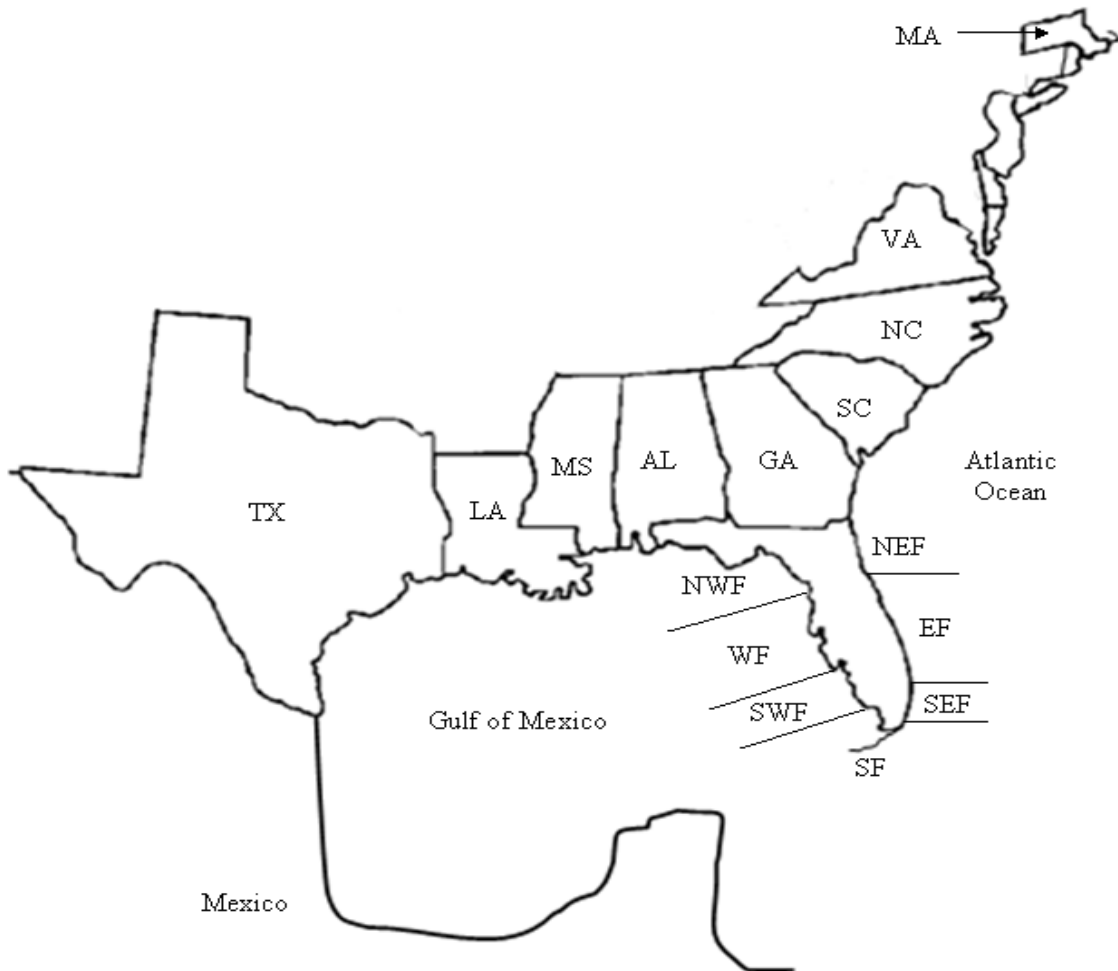 MA
VA
NC
SC
MS
AL
GA
TX
LA
Atlantic
Ocean
NEF
NWF
EF
WF
SWF
SEF
Gulf of Mexico
SF
Mexico